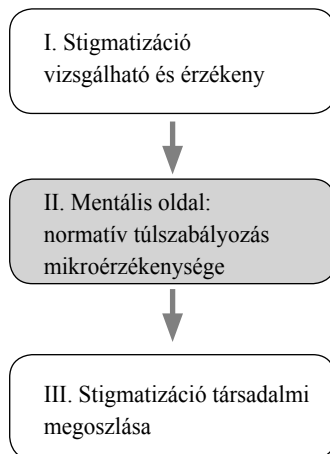 I. Stigmatizáció
vizsgálható és érzékeny
II. Mentális oldal:
normatív túlszabályozás
mikroérzékenysége
III. Stigmatizáció társadalmi
megoszlása